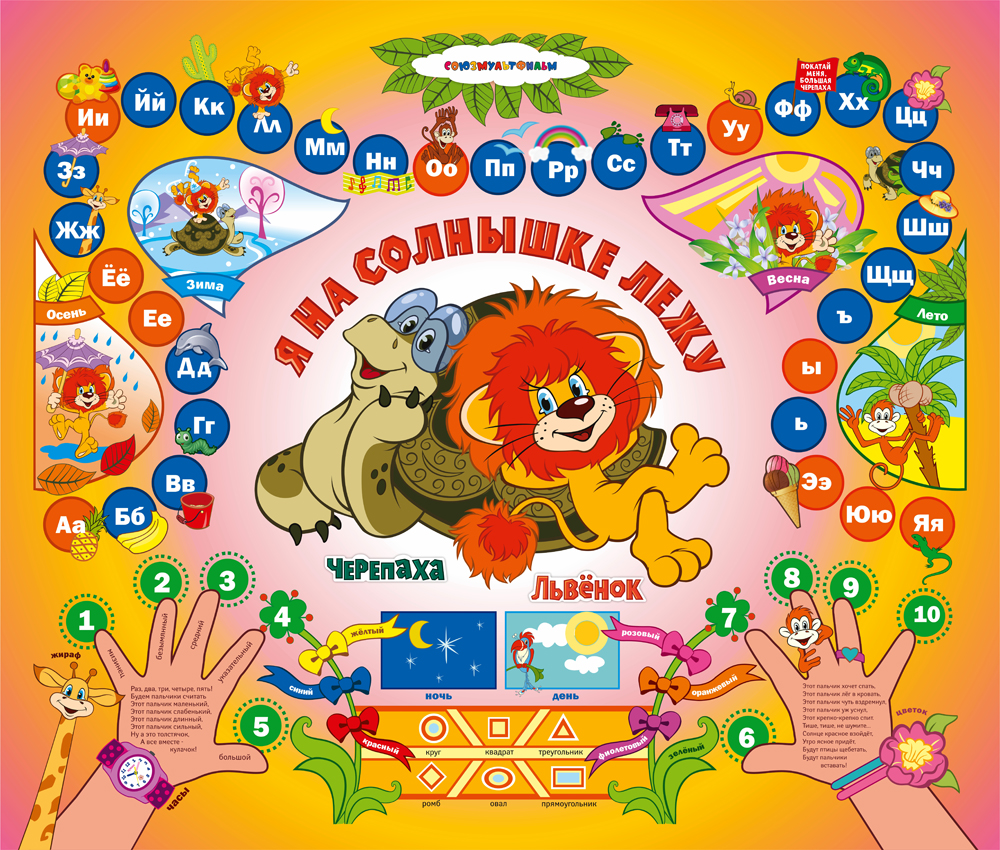 СОЮЗМУЛЬТФИЛЬМ
Аа
Бб
Вв
Гг
Дд
Ее
Ёё
Жж
Зз
Ии
Йй
Кк
Лл
Мм
Нн
Оо
Пп
Рр
Сс
Тт
Уу
Фф
ПОКАТАЙ
МЕНЯ,
БОЛЬШАЯ
ЧЕРЕПАХА
Хх
Цц
Чч
Шш
Щщ
Ъ
Ы
Ь
Ээ
Юю
Яя
Зима
Весна
Осень
Лето
Я НА СОЛНЫШКЕ ЛЕЖУ
ЧЕРЕПАХА
ЛЬВЁНОК
1
2
3
4
5
6
7
8
9
10
жираф
мизинец
безымянный
средний
указательный
большой
Раз, два, три, четыре, пять!
Будем пальчики считать
Этот пальчик маленький,
Этот пальчик слабенький,
Этот пальчик длинный,
Этот пальчик сильный,
Ну а это толстячок,
А все вместе -
кулачок!
часы
жёлтый
синий
красный
ночь
день
розовый
оранжевый
фиолетовый
зелёный
круг
квадрат
треугольник
ромб
овал
прямоугольник
Этот пальчик хочет спать,
Этот пальчик лёг в кровать,
Этот пальчик чуть вздремнул,
Этот пальчик уж уснул,
Этот крепко-крепко спит.
Тише, тише, не шумите...
Солнце красное взойдёт.
Утро ясное придёт.
Будут птицы щебетать,
Будут пальчики
вставать!
цветок